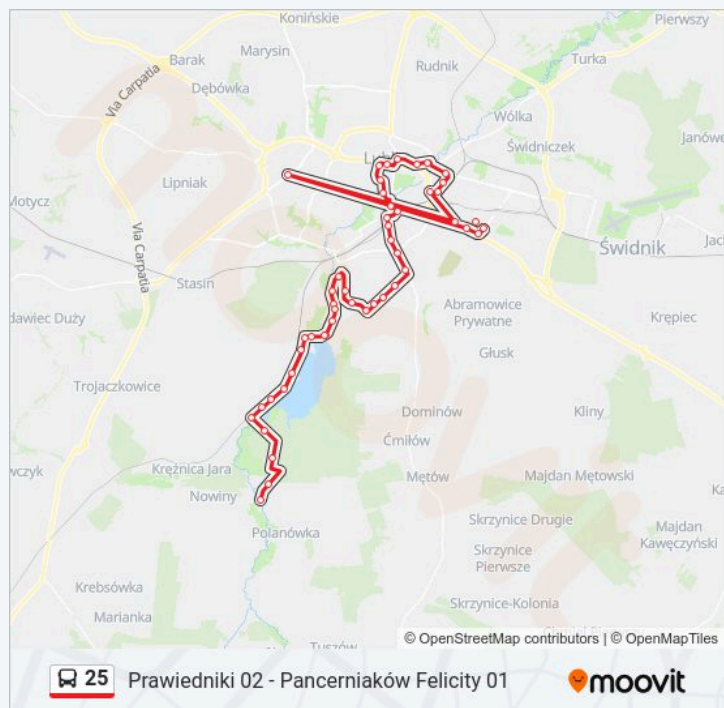 Konińskie
Pierwszy
Marysin
Barak
Rudnik
Turka
Via Carpatia
Dębówka
Wólka
Świdniczek
Janów
Lipniak
Motycz
Via Carpatia
Świdnik
Stasin
Abramowice
Prywatne
Krępiec
dawiec Duży
Głusk
Trojaczkowice
Dominów
Kliny
Ćmiłów
wczyk
Krężnica Jara
Mętów
Majdan Mętowski
Nowiny
Skrzynice Drugie
Majdan
Kawęczyński
Polanówka
Skrzynice
Pierwsze
Krebsówka
Skrzynice-Kolonia
Marianka
Tuszów
© OpenStreetMap contributors | © OpenMapTiles
25 Prawiedniki 02 - Pancerniaków Felicity 01
moovit